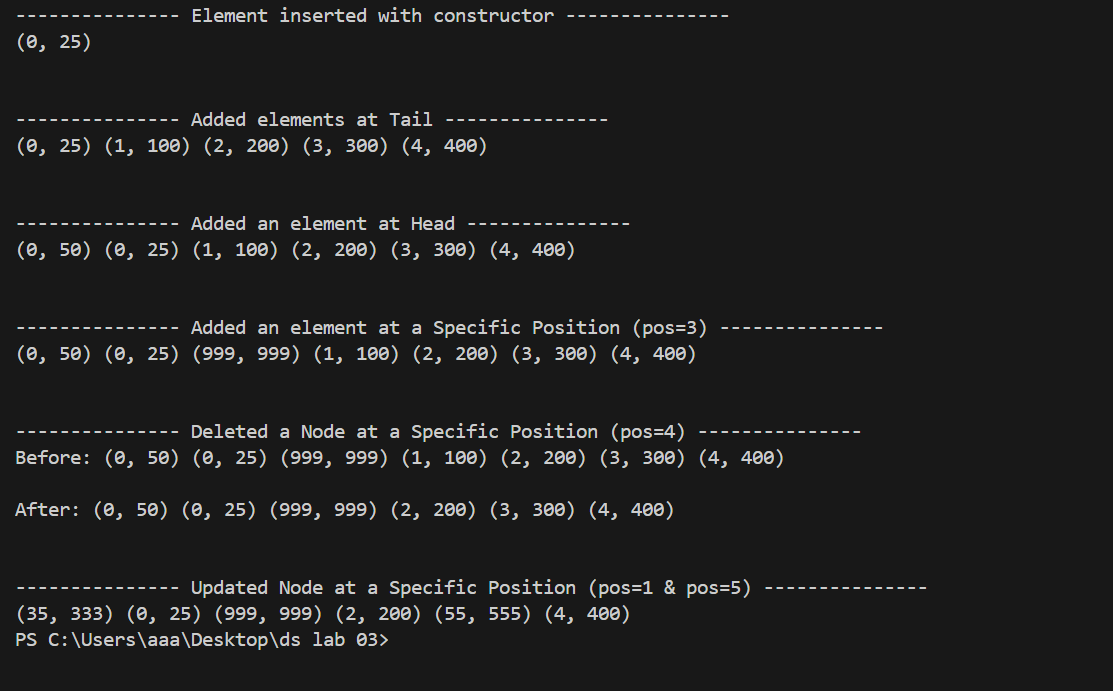 --------------- Element inserted with constructor ---------------
(0, 25)
--------------- Added elements at Tail ---------------
(0, 25) (1, 100) (2, 200) (3, 300) (4, 400)
--------------- Added an element at Head ---------------
(0, 50) (0, 25) (1, 100) (2, 200) (3, 300) (4, 400)
--------------- Added an element at a Specific Position (pos=3) ---------------
(0, 50) (0, 25) (999, 999) (1, 100) (2, 200) (3, 300) (4, 400)
--------------- Deleted a Node at a Specific Position (pos=4) ---------------
Before: (0, 50) (0, 25) (999, 999) (1, 100) (2, 200) (3, 300) (4, 400)
After: (0, 50) (0, 25) (999, 999) (2, 200) (3, 300) (4, 400)
--------------- Updated Node at a Specific Position (pos=1 & pos=5) ---------------
(35, 333) (0, 25) (999, 999) (2, 200) (55, 555) (4, 400)
PS C:\Users\aaa\Desktop\ds lab 03>